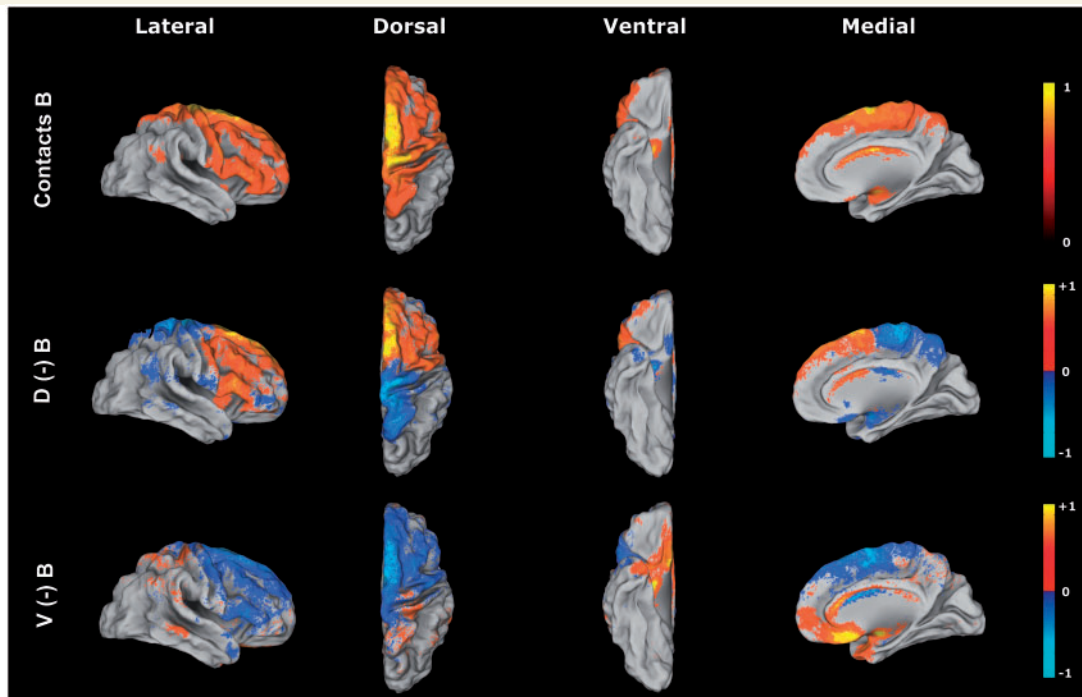 Lateral Dorsal Ventral Medial
Contacts B
1
0
D (-) B
+1
0
-1
V (-) B
+1
0
-1